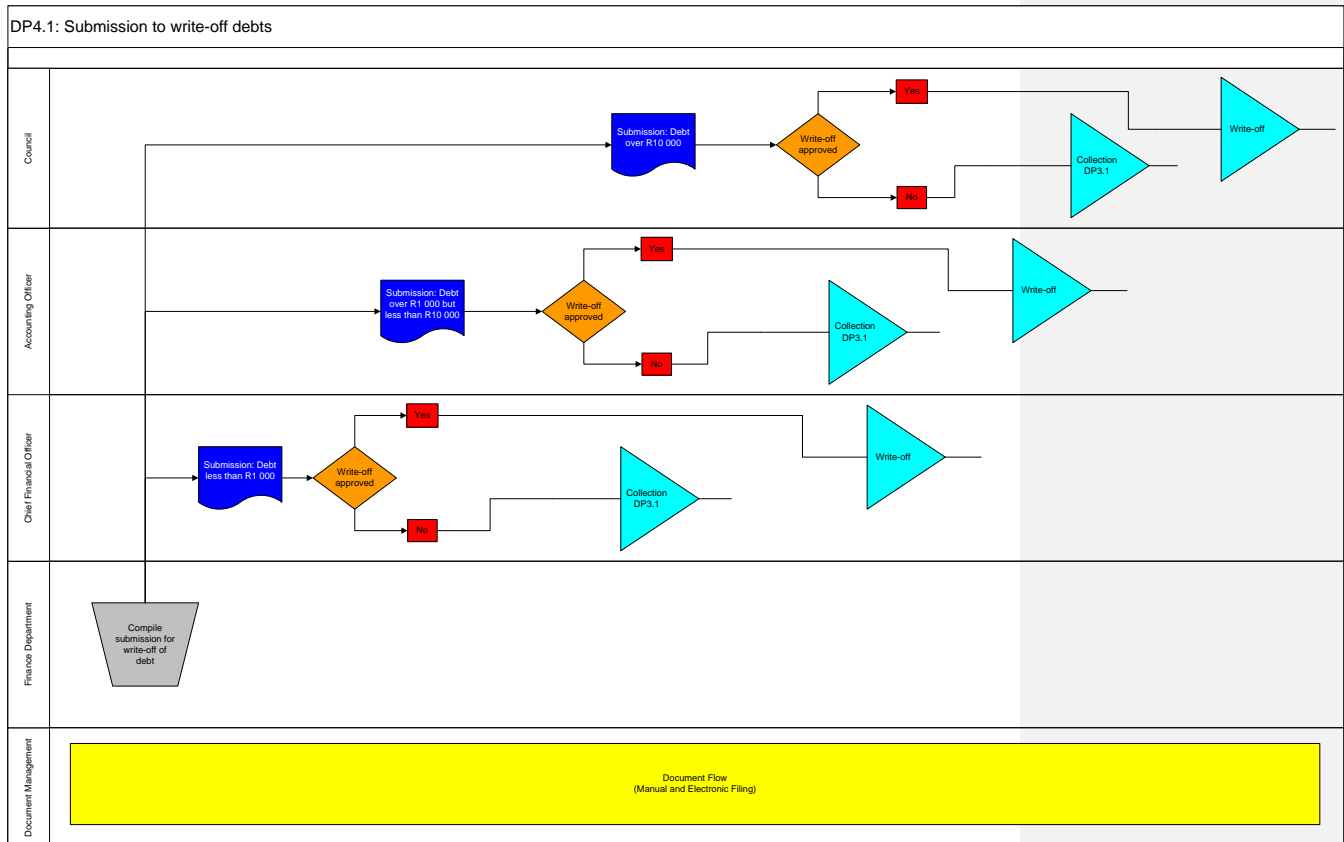 DP4.1: Submission to write-off debts
Council
Submission: Debt
over R10 000
Write-off
approved
Yes
No
Collection
DP3.1
Write-off
Accounting Officer
Submission: Debt
over R1 000 but
less than R10 000
Write-off
approved
Yes
No
Collection
DP3.1
Write-off
Chief Financial Officer
Submission: Debt
less than R1 000
Write-off
approved
Yes
No
Collection
DP3.1
Write-off
Finance Department
Compile
submission for
write-off of
debt
Document Management
Document Flow
(Manual and Electronic Filing)